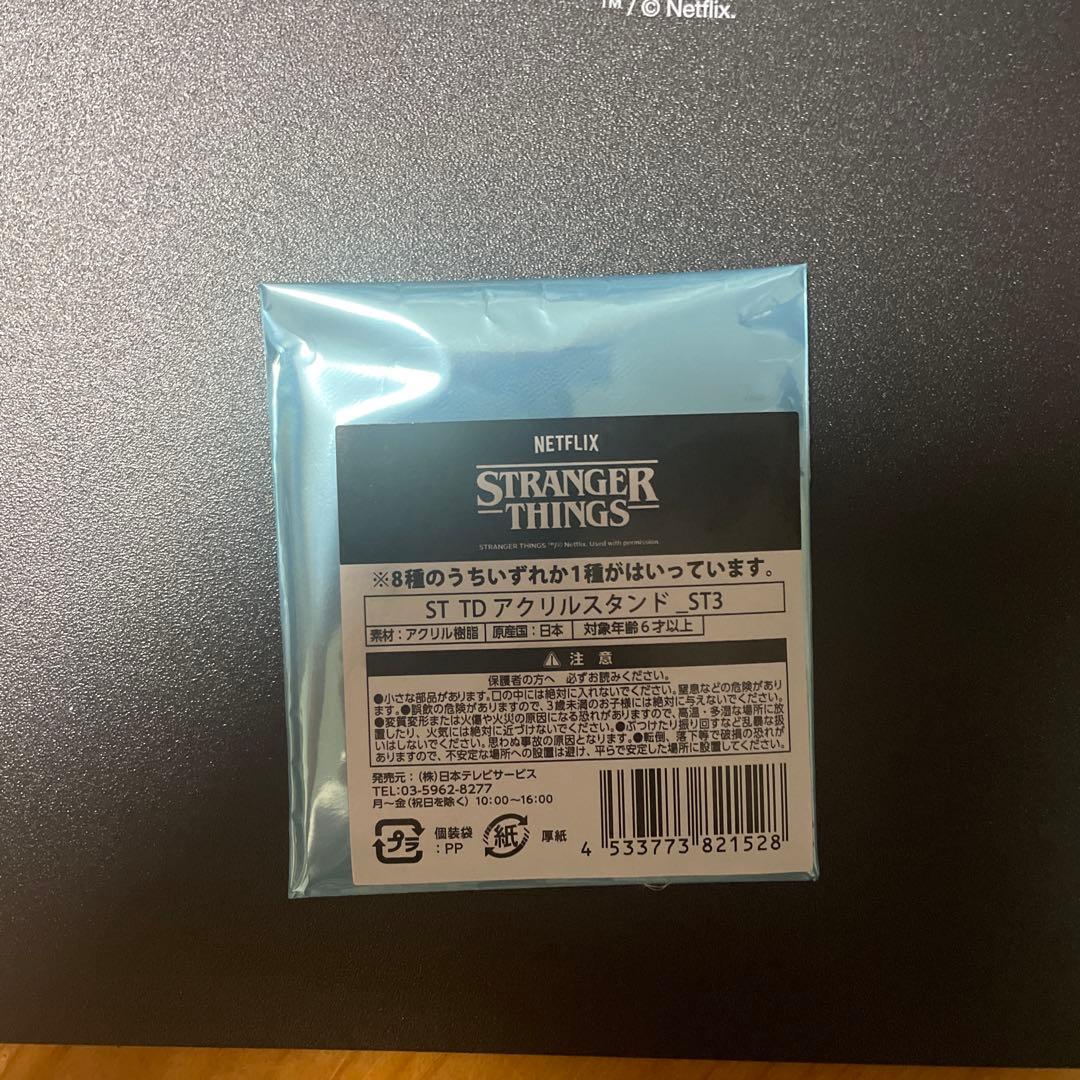 ™/© Netflix.
NETFLIX
STRANGER
THINGS
STRANGER THINGS ™/© Netflix. Used with permission.
※8種のうちいずれか1種がはいっています。
ST TD アクリルスタンド _ST3
素材：アクリル樹脂 原産国：日本 対象年齢6才以上
⚠ 注意
保護者の方へ 必ずお読みください。
●小さな部品があります。口の中には絶対に入れないでください。窒息などの危険があり
ます。●誤飲の危険がありますので、3歳未満のお子様には絶対に与えないでください。
●変質変形または火傷や火災の原因になる恐れがありますので、高温・多湿な場所に放
置したり、火気には絶対に近づけないでください。●ぶつけたり振り回すなど乱暴な扱
いはしないでください。思わぬ事故の原因となります。●転倒、落下等で破損の恐れが
ありますので、不安定な場所への設置は避け、平らで安定した場所に設置してください。
発売元：(株)日本テレビサービス
TEL:03-5962-8277
月～金(祝日を除く) 10:00～16:00
プラ 個装袋：PP 紙 厚紙
4 533773 821528